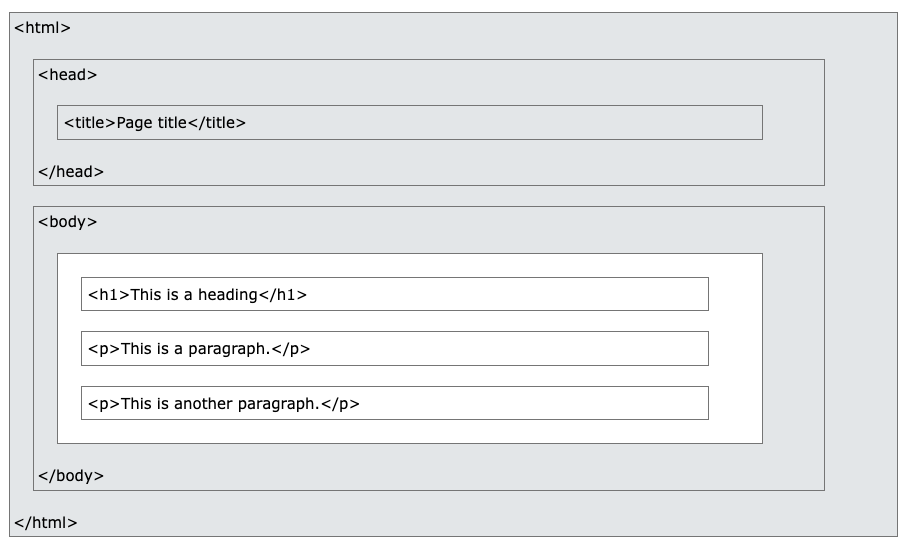 <html>
<head>
<title>Page title</title>
</head>
<body>
<h1>This is a heading</h1>
<p>This is a paragraph.</p>
<p>This is another paragraph.</p>
</body>
</html>